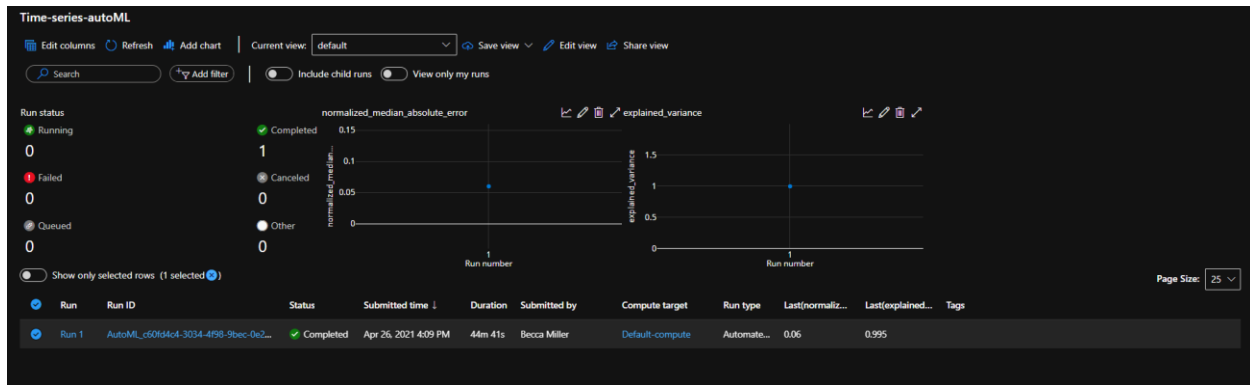 Time-series-autoML
Edit columns Refresh Add chart Current view: default Save view Edit view Share view
Search Add filter Include child runs View only my runs
Run status
Running Completed
0 1
Failed Canceled
0 0
Queued Other
0 0
normalized_median_absolute_error
normalized_median...
0.15
0.1
0.05
0
1
Run number
explained_variance
explained_variance
1.5
1
0.5
0
1
Run number
Show only selected rows (1 selected) Page Size: 25
Run Run ID Status Submitted time ↓ Duration Submitted by Compute target Run type Last(normaliz... Last(explained... Tags
Run 1 AutoML_c60fd4c4-3034-4f98-9bec-0e2... Completed Apr 26, 2021 4:09 PM 44m 41s Becca Miller Default-compute Automate... 0.06 0.995